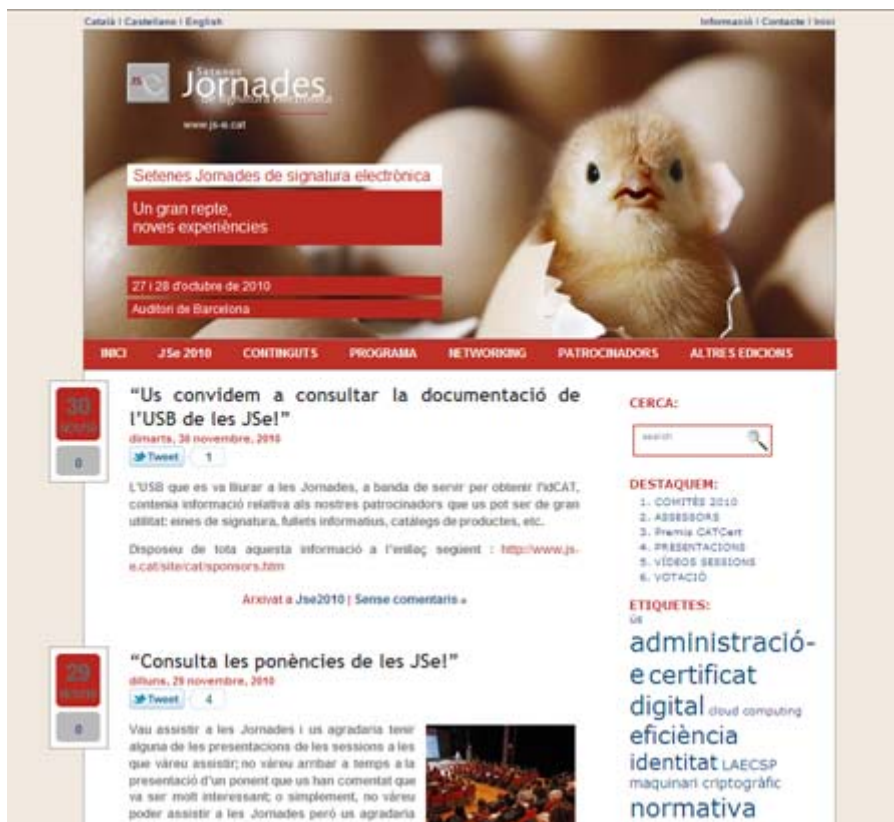 Català | Castellano | English
Informació | Contacte | Inici
Setenes
Jornades
de signatura electrònica
www.js-e.cat
Setenes Jornades de signatura electrònica
Un gran repte,
noves experiències
27 i 28 d'octubre de 2010
Auditori de Barcelona
INICI JSe 2010 CONTINGUTS PROGRAMA NETWORKING PATROCINADORS ALTRES EDICIONS
30
0
“Us convidem a consultar la documentació de
l’USB de les JSe!”
dimarts, 30 novembre, 2010
Tweet 1
L'USB que es va lliurar a les Jornades, a banda de servir per obtenir l'idCAT,
contenia informació relativa als nostres patrocinadors que us pot ser de gran
utilitat: eines de signatura, fullets informatius, catàlegs de productes, etc.
Disposeu de tota aquesta informació a l'enllaç següent : http://www.js-
e.cat/site/cat/sponsors.htm
Arxivat a Jse2010 | Sense comentaris »
29
0
“Consulta les ponències de les JSe!”
dilluns, 29 novembre, 2010
Tweet 4
Vau assistir a les Jornades i us agradaria tenir
alguna de les presentacions de les sessions a les
que vàreu assistir; no vàreu arribar a temps a la
presentació d'un ponent que us han comentat que
va ser molt interessant; o simplement, no vàreu
poder assistir a les Jornades però us agradaria
CERCA:
search
DESTAQUEM:
1. COMITÈS 2010
2. ASSESSORS
3. Premis CATCert
4. PRESENTACIONS
5. VÍDEOS SESSIONS
6. VOTACIÓ
ETIQUETES:
ús
administració-
e certificat
digital cloud computing
eficiència
identitat LAECSP
maquinari criptogràfic
normativa